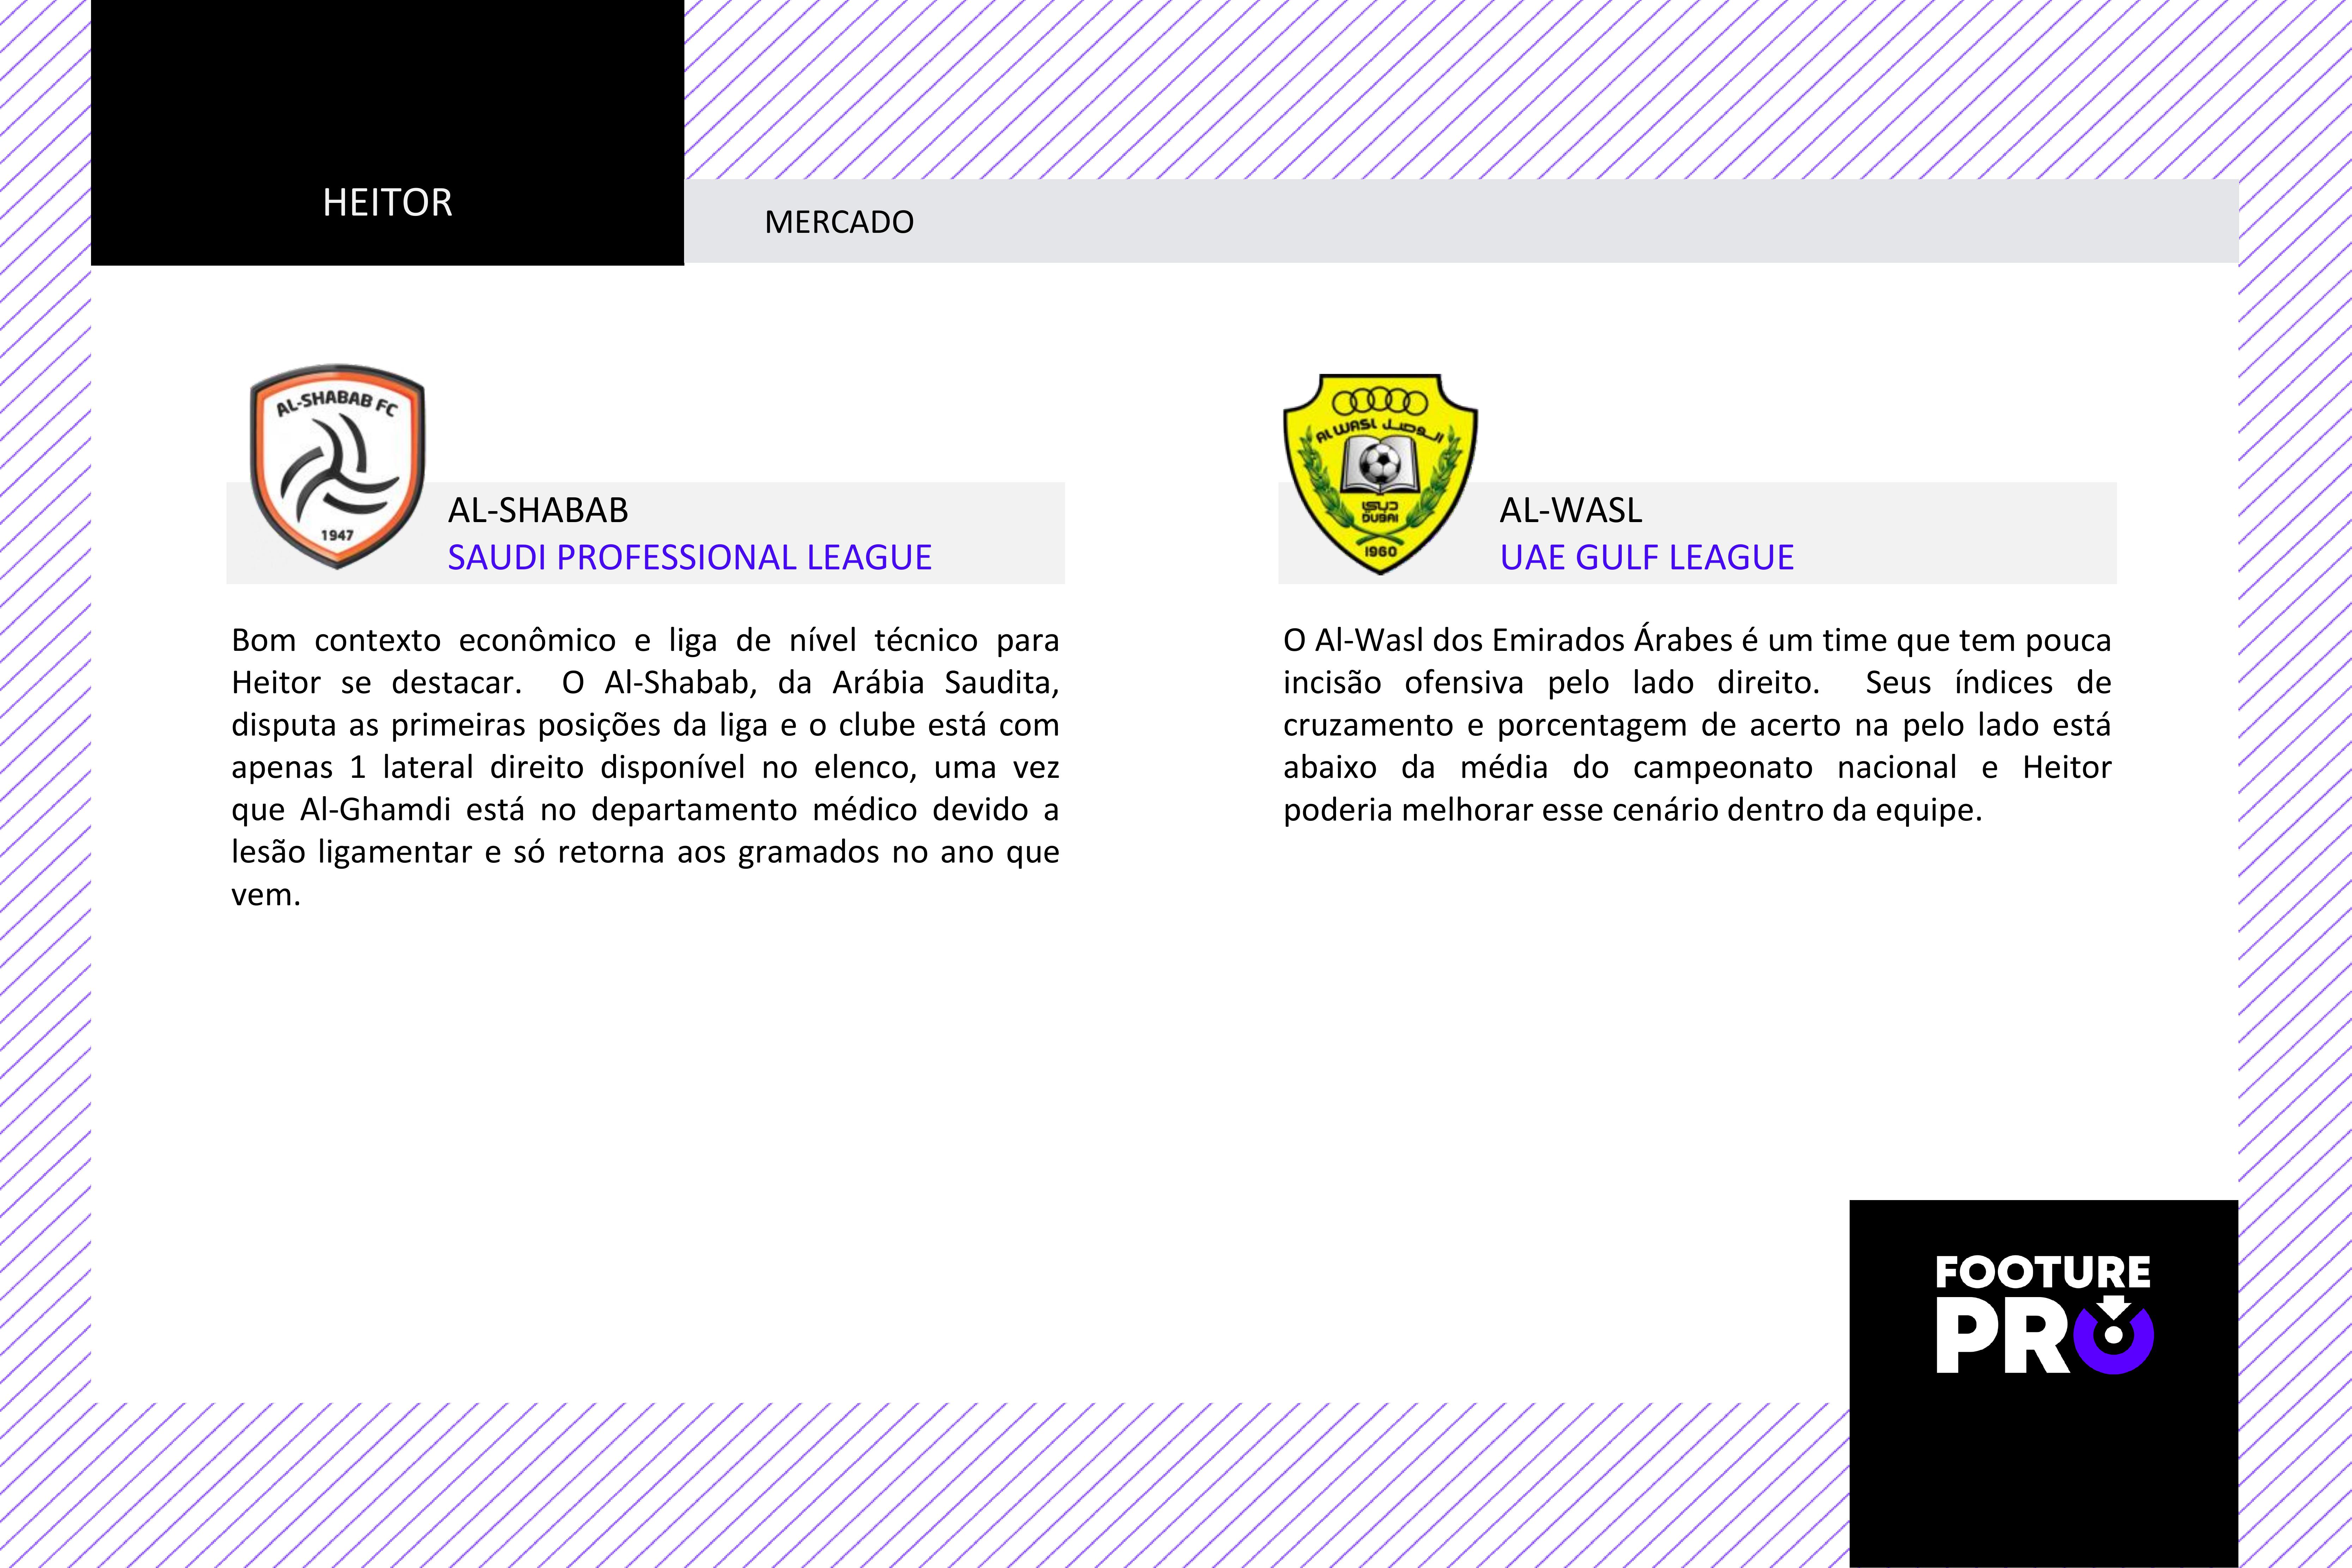 HEITOR
MERCADO
AL-SHABAB FC
1947
AL-SHABAB
SAUDI PROFESSIONAL LEAGUE
Bom contexto econômico e liga de nível técnico para
Heitor se destacar. O Al-Shabab, da Arábia Saudita,
disputa as primeiras posições da liga e o clube está com
apenas 1 lateral direito disponível no elenco, uma vez
que Al-Ghamdi está no departamento médico devido a
lesão ligamentar e só retorna aos gramados no ano que
vem.
AL WASL الوصل
دبي
DUBAI
1960
AL-WASL
UAE GULF LEAGUE
O Al-Wasl dos Emirados Árabes é um time que tem pouca
incisão ofensiva pelo lado direito. Seus índices de
cruzamento e porcentagem de acerto na pelo lado está
abaixo da média do campeonato nacional e Heitor
poderia melhorar esse cenário dentro da equipe.
FOOTURE
PRO